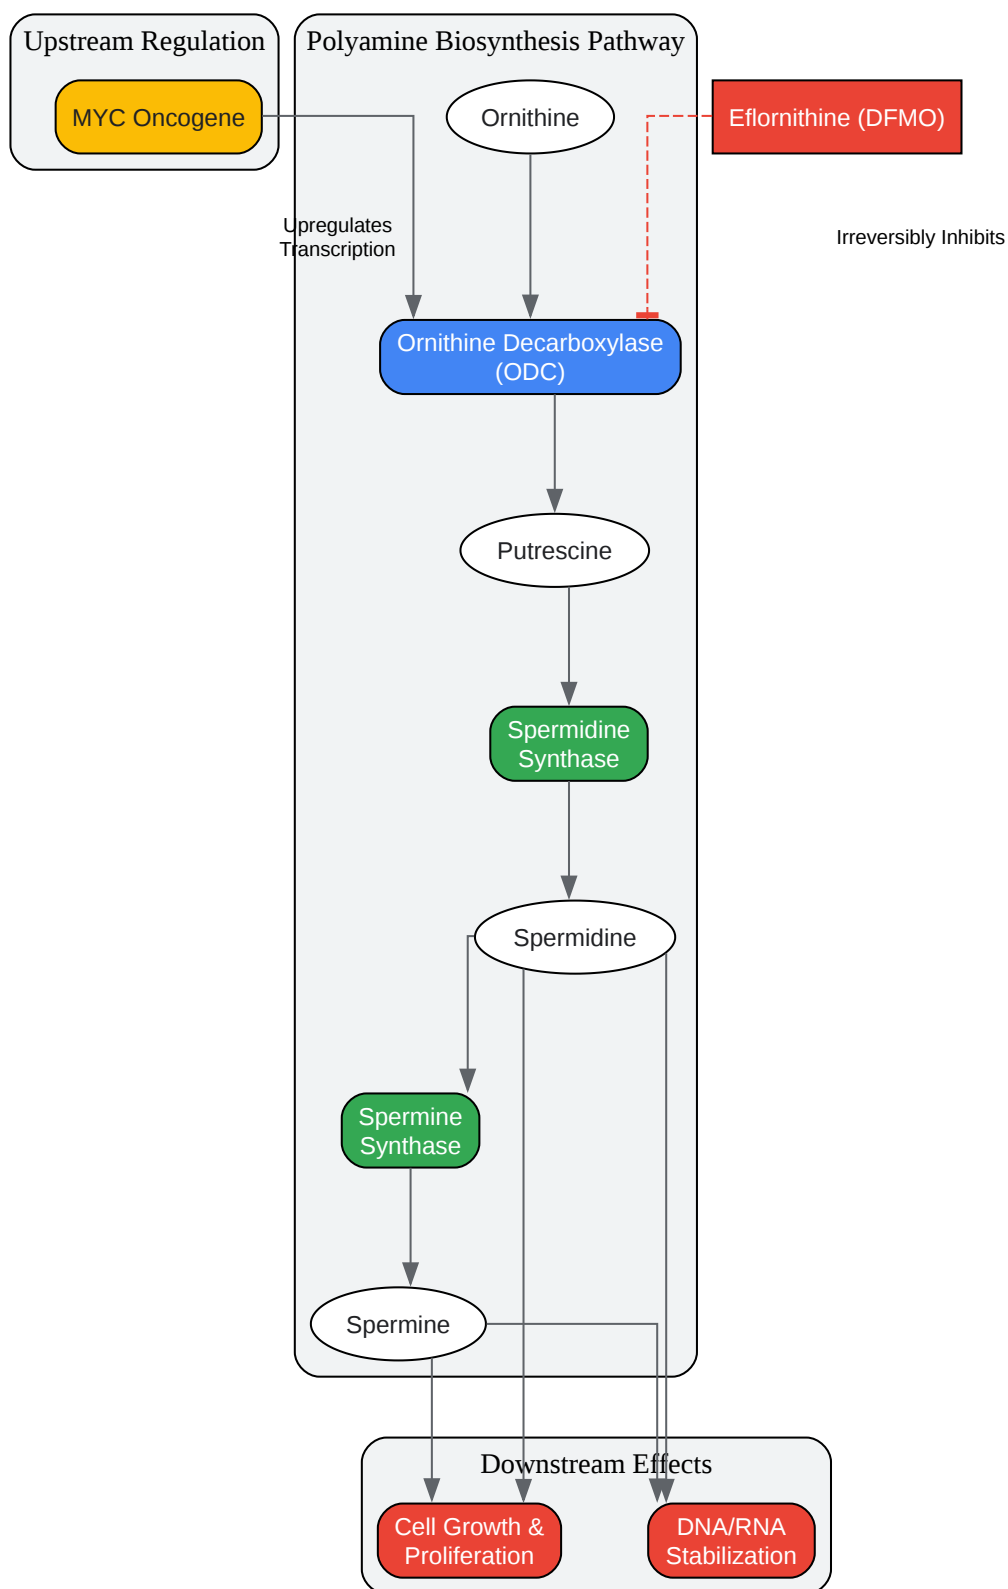 Upstream Regulation
Polyamine Biosynthesis Pathway
MYC Oncogene
Ornithine
Eflornithine (DFMO)
Upregulates
Transcription
Irreversibly Inhibits
Ornithine Decarboxylase
(ODC)
Putrescine
Spermidine
Synthase
Spermidine
Spermine
Synthase
Spermine
Downstream Effects
Cell Growth &
Proliferation
DNA/RNA
Stabilization